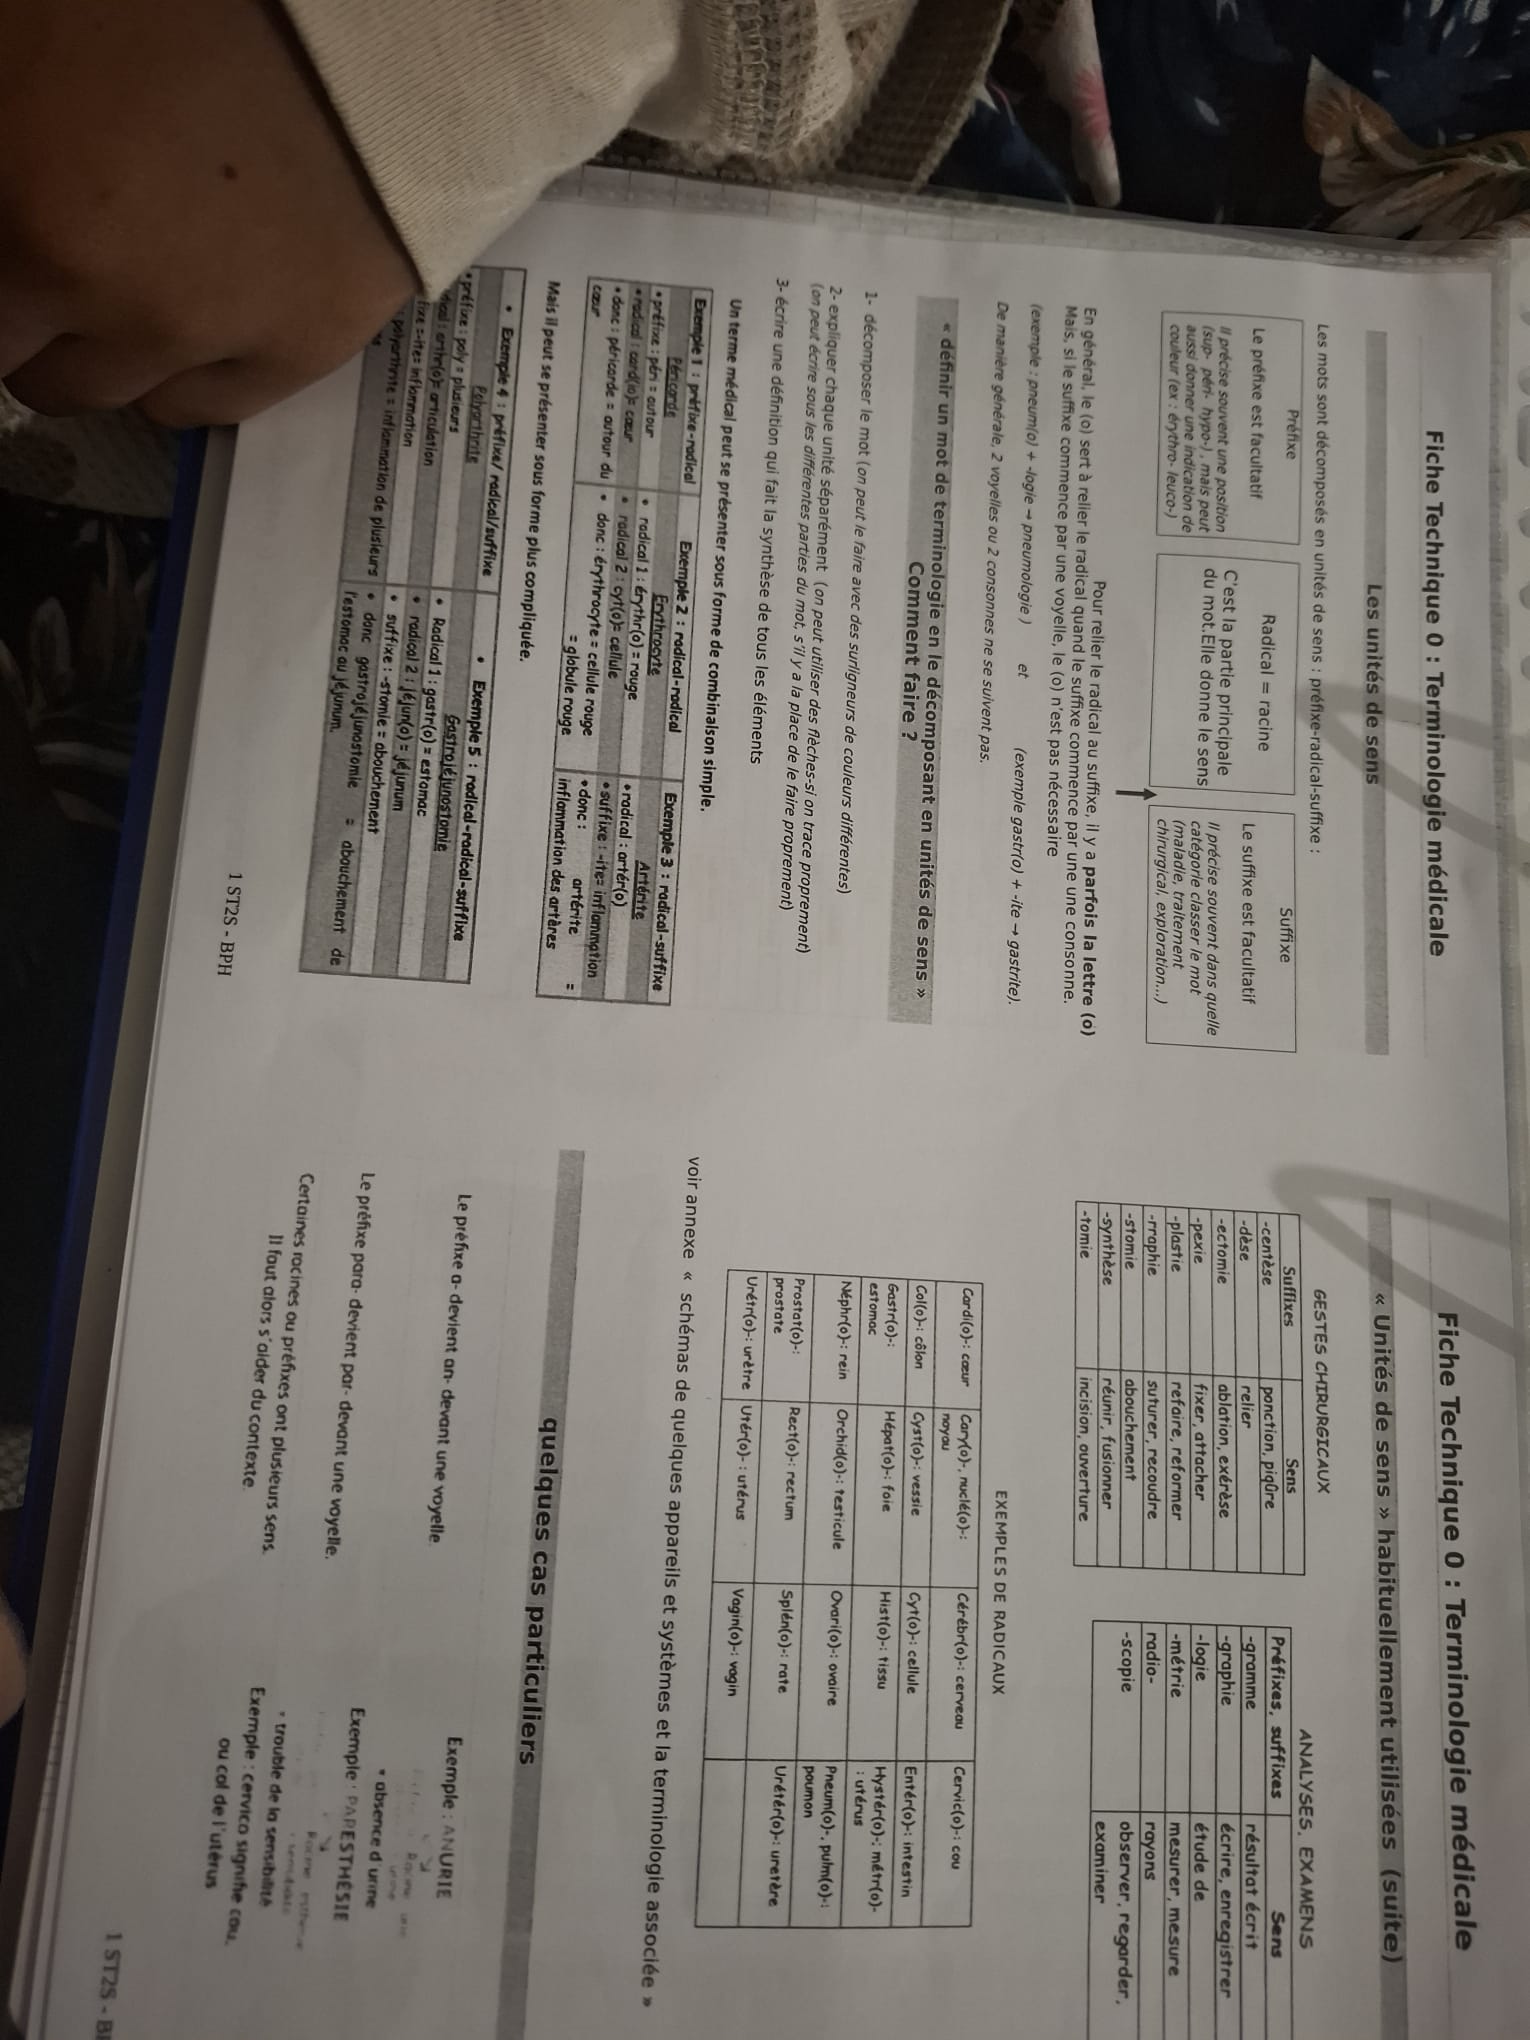 Fiche Technique 0 : Terminologie médicale
Les unités de sens
Les mots sont décomposés en unités de sens : préfixe-radical-suffixe :
Préfixe
Le préfixe est facultatif
Il précise souvent une position
(sup- péri- hypo-) , mais peut
aussi donner une indication de
couleur (ex : érythro- leuco-)
Radical = racine
C'est la partie principale
du mot.Elle donne le sens
Suffixe
Le suffixe est facultatif
Il précise souvent dans quelle
catégorie classer le mot
(maladie, traitement
chirurgical, exploration...)
Pour relier le radical au suffixe, il y a parfois la lettre (o)
En général, le (o) sert à relier le radical quand le suffixe commence par une une consonne.
Mais, si le suffixe commence par une voyelle, le (o) n'est pas nécessaire
(exemple : pneum(o) + -logie → pneumologie ) et (exemple gastr(o) + -ite → gastrite).
De manière générale, 2 voyelles ou 2 consonnes ne se suivent pas.
« définir un mot de terminologie en le décomposant en unités de sens »
Comment faire ?
1- décomposer le mot (on peut le faire avec des surligneurs de couleurs différentes)
2- expliquer chaque unité séparément (on peut utiliser des flèches-si on trace proprement)
(on peut écrire sous les différentes parties du mot, s'il y a la place de le faire proprement)
3- écrire une définition qui fait la synthèse de tous les éléments
Un terme médical peut se présenter sous forme de combinaison simple.
Exemple 1 : préfixe-radical
Péricarde
• préfixe : péri = autour
• radical : card(io)= cœur
• donc : péricarde = autour du
cœur
Exemple 2 : radical-radical
Erythrocyte
• radical 1 : érythr(o) = rouge
• radical 2 : cyt(o)= cellule
• donc : érythrocyte = cellule rouge
= globule rouge
Exemple 3 : radical-suffixe
Artérite
• radical : artér(o)
• suffixe : -ite= inflammation
• donc : artérite =
inflammation des artères
Mais il peut se présenter sous forme plus compliquée.
• Exemple 4 : préfixe/ radical/suffixe
Polyarthrite
• préfixe : poly = plusieurs
arthr(o)= articulation
-ite= inflammation
polyarthrite = inflammation de plusieurs
• Exemple 5 : radical-radical-suffixe
Gastrojéjunostomie
• Radical 1 : gastr(o) = estomac
• radical 2 : jéjun(o) = jéjunum
• suffixe : -stomie = abouchement
• donc gastrojéjunostomie = abouchement de
l'estomac au jéjunum.
1 ST2S - BPH
Fiche Technique 0 : Terminologie médicale
« Unités de sens » habituellement utilisées (suite)
GESTES CHIRURGICAUX
Suffixes Sens
-centèse ponction, piqûre
-dèse relier
-ectomie ablation, exérèse
-pexie fixer, attacher
-plastie refaire, reformer
-rraphie suturer, recoudre
-stomie abouchement
-synthèse réunir, fusionner
-tomie incision, ouverture
ANALYSES, EXAMENS
Préfixes, suffixes Sens
-gramme résultat écrit
-graphie écrire, enregistrer
-logie étude de
-métrie mesurer, mesure
radio- rayons
-scopie observer, regarder,
examiner
EXEMPLES DE RADICAUX
Cardi(o)-: cœur
Cary(o)-, nuclé(o)-:
noyau
Cérébr(o)-: cerveau
Cervic(o)-: cou
Col(o)-: côlon
Cyst(o)-: vessie
Cyt(o)-: cellule
Entér(o)-: intestin
Gastr(o)-:
estomac
Hépat(o)-: foie
Hist(o)-: tissu
Hystér(o)-; métr(o)-
: utérus
Néphr(o)-: rein
Orchid(o)-: testicule
Ovari(o)-: ovaire
Pneum(o)-, pulm(o)-:
poumon
Prostat(o)-:
prostate
Rect(o)-: rectum
Splén(o)-: rate
Urétér(o)-: uretère
Urétr(o)-: urètre
Utér(o)- : utérus
Vagin(o)-: vagin
voir annexe « schémas de quelques appareils et systèmes et la terminologie associée »
quelques cas particuliers
Le préfixe a- devient an- devant une voyelle.
Exemple : ANURIE
• absence d'urine
Le préfixe para- devient par- devant une voyelle.
Exemple : PARESTHÉSIE
• trouble de la sensibilité
Certaines racines ou préfixes ont plusieurs sens.
Il faut alors s'aider du contexte.
Exemple : cervico signifie cou,
ou col de l'utérus
1 ST2S -